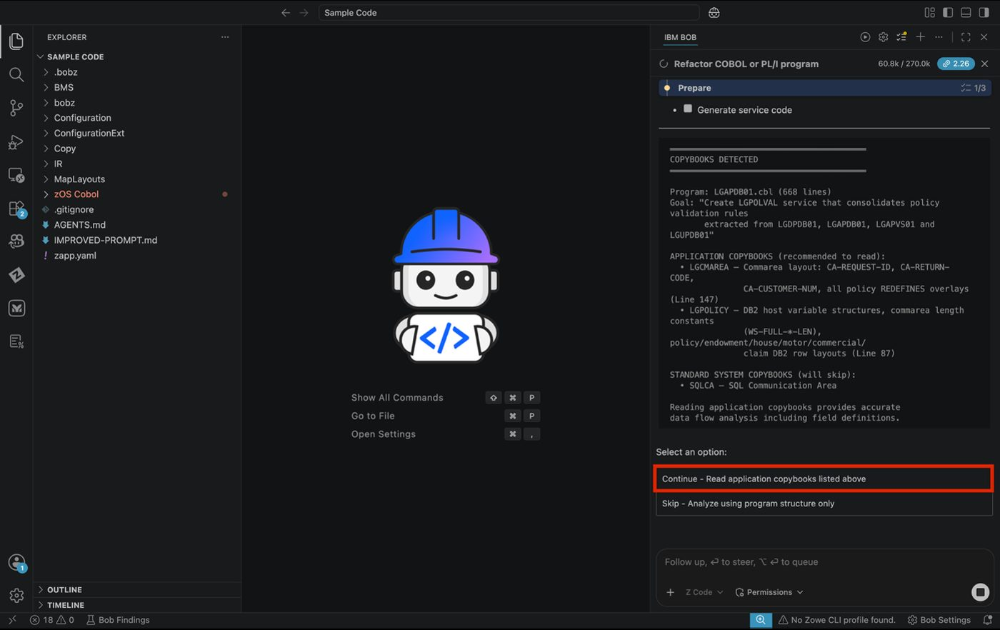 Sample Code
EXPLORER
SAMPLE CODE
.bobz
BMS
bobz
Configuration
ConfigurationExt
Copy
IR
MapLayouts
zOS Cobol
.gitignore
AGENTS.md
IMPROVED-PROMPT.md
! zapp.yaml
OUTLINE
TIMELINE
2
1
</>
Show All Commands ⇧ ⌘ P
Go to File ⌘ P
Open Settings ⌘ ,
IBM BOB
Refactor COBOL or PL/I program 60.8k / 270.0k 2.26
Prepare 1/3
• Generate service code
COPYBOOKS DETECTED
Program: LGAPDB01.cbl (668 lines)
Goal: "Create LGPOLVAL service that consolidates policy
validation rules
extracted from LGDPDB01, LGAPDB01, LGAPVS01 and
LGUPDB01"
APPLICATION COPYBOOKS (recommended to read):
• LGCMAREA – Commarea layout: CA-REQUEST-ID, CA-RETURN-
CODE,
CA-CUSTOMER-NUM, all policy REDEFINES overlays
(Line 147)
• LGPOLICY – DB2 host variable structures, commarea length
constants
(WS-FULL-*-LEN),
policy/endowment/house/motor/commercial/
claim DB2 row layouts (Line 87)
STANDARD SYSTEM COPYBOOKS (will skip):
• SQLCA – SQL Communication Area
Reading application copybooks provides accurate
data flow analysis including field definitions.
Select an option:
Continue - Read application copybooks listed above
Skip - Analyze using program structure only
Follow up, ⏎ to steer, ⌥ ⏎ to queue
+ Z Code Permissions
18 0 Bob Findings
No Zowe CLI profile found. Bob Settings